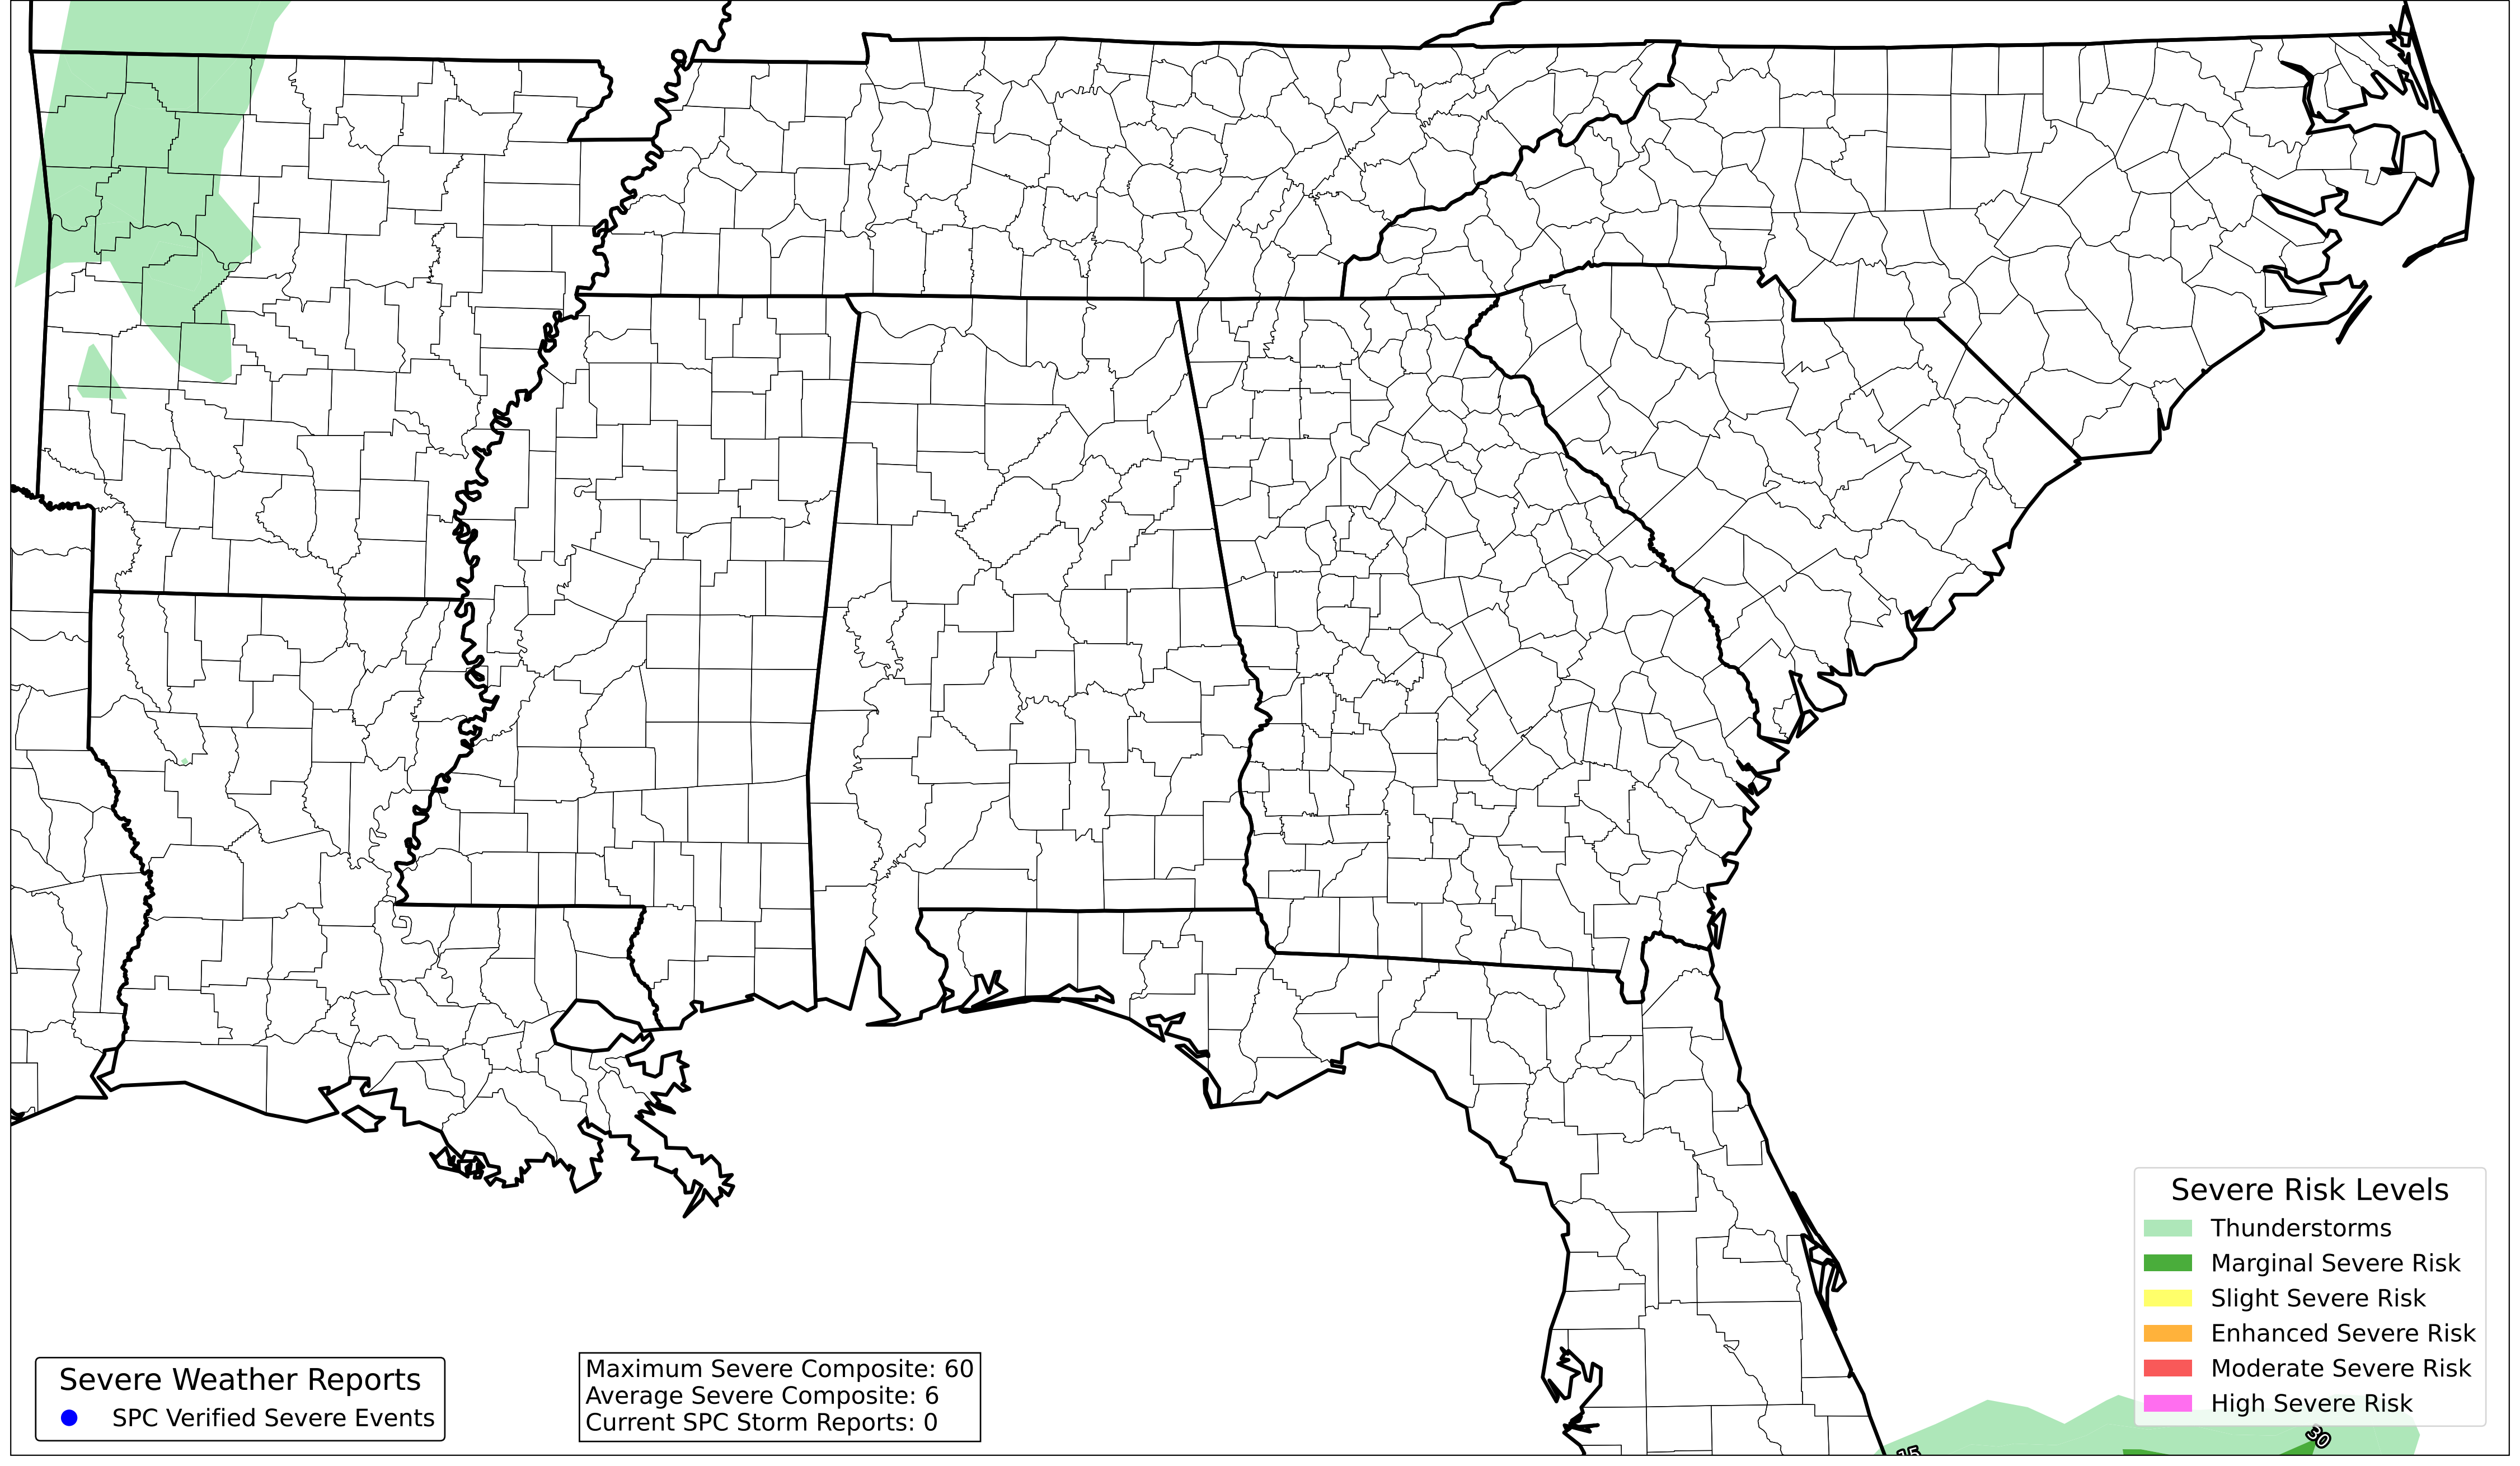 Severe Risk Levels
Thunderstorms
Marginal Severe Risk
Slight Severe Risk
Enhanced Severe Risk
Moderate Severe Risk
High Severe Risk
Severe Weather Reports
SPC Verified Severe Events
Maximum Severe Composite: 60
Average Severe Composite: 6
Current SPC Storm Reports: 0
15
30